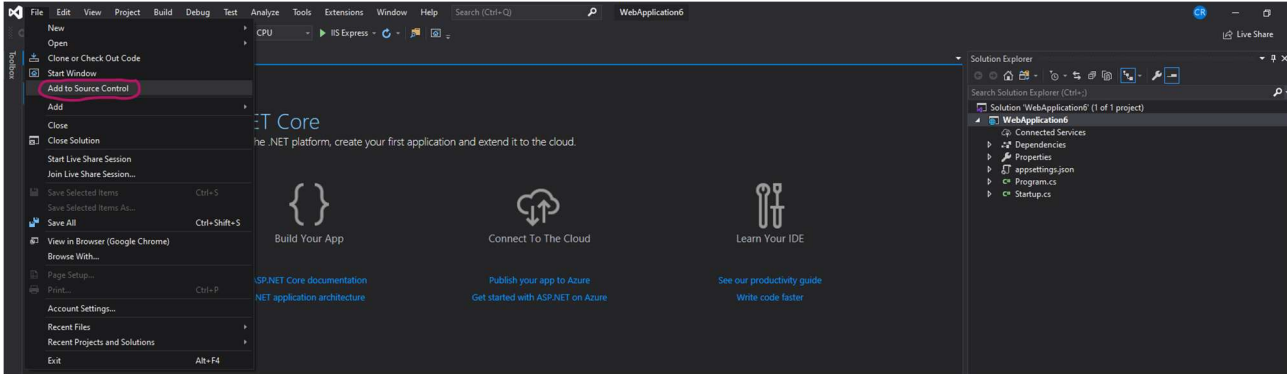 File Edit View Project Build Debug Test Analyze Tools Extensions Window Help Search (Ctrl+Q) WebApplication6 CR
CPU IIS Express Live Share
Toolbox
New
Open
Clone or Check Out Code
Start Window
Add to Source Control
Add
Close
Close Solution
Start Live Share Session
Join Live Share Session...
Save Selected Items Ctrl+S
Save Selected Items As...
Save All Ctrl+Shift+S
View in Browser (Google Chrome)
Browse With...
Page Setup...
Print... Ctrl+P
Account Settings...
Recent Files
Recent Projects and Solutions
Exit Alt+F4
ET Core
he .NET platform, create your first application and extend it to the cloud.
Build Your App
ASP.NET Core documentation
.NET application architecture
Connect To The Cloud
Publish your app to Azure
Get started with ASP.NET on Azure
Learn Your IDE
See our productivity guide
Write code faster
Solution Explorer
Search Solution Explorer (Ctrl+;)
Solution 'WebApplication6' (1 of 1 project)
WebApplication6
Connected Services
Dependencies
Properties
appsettings.json
Program.cs
Startup.cs